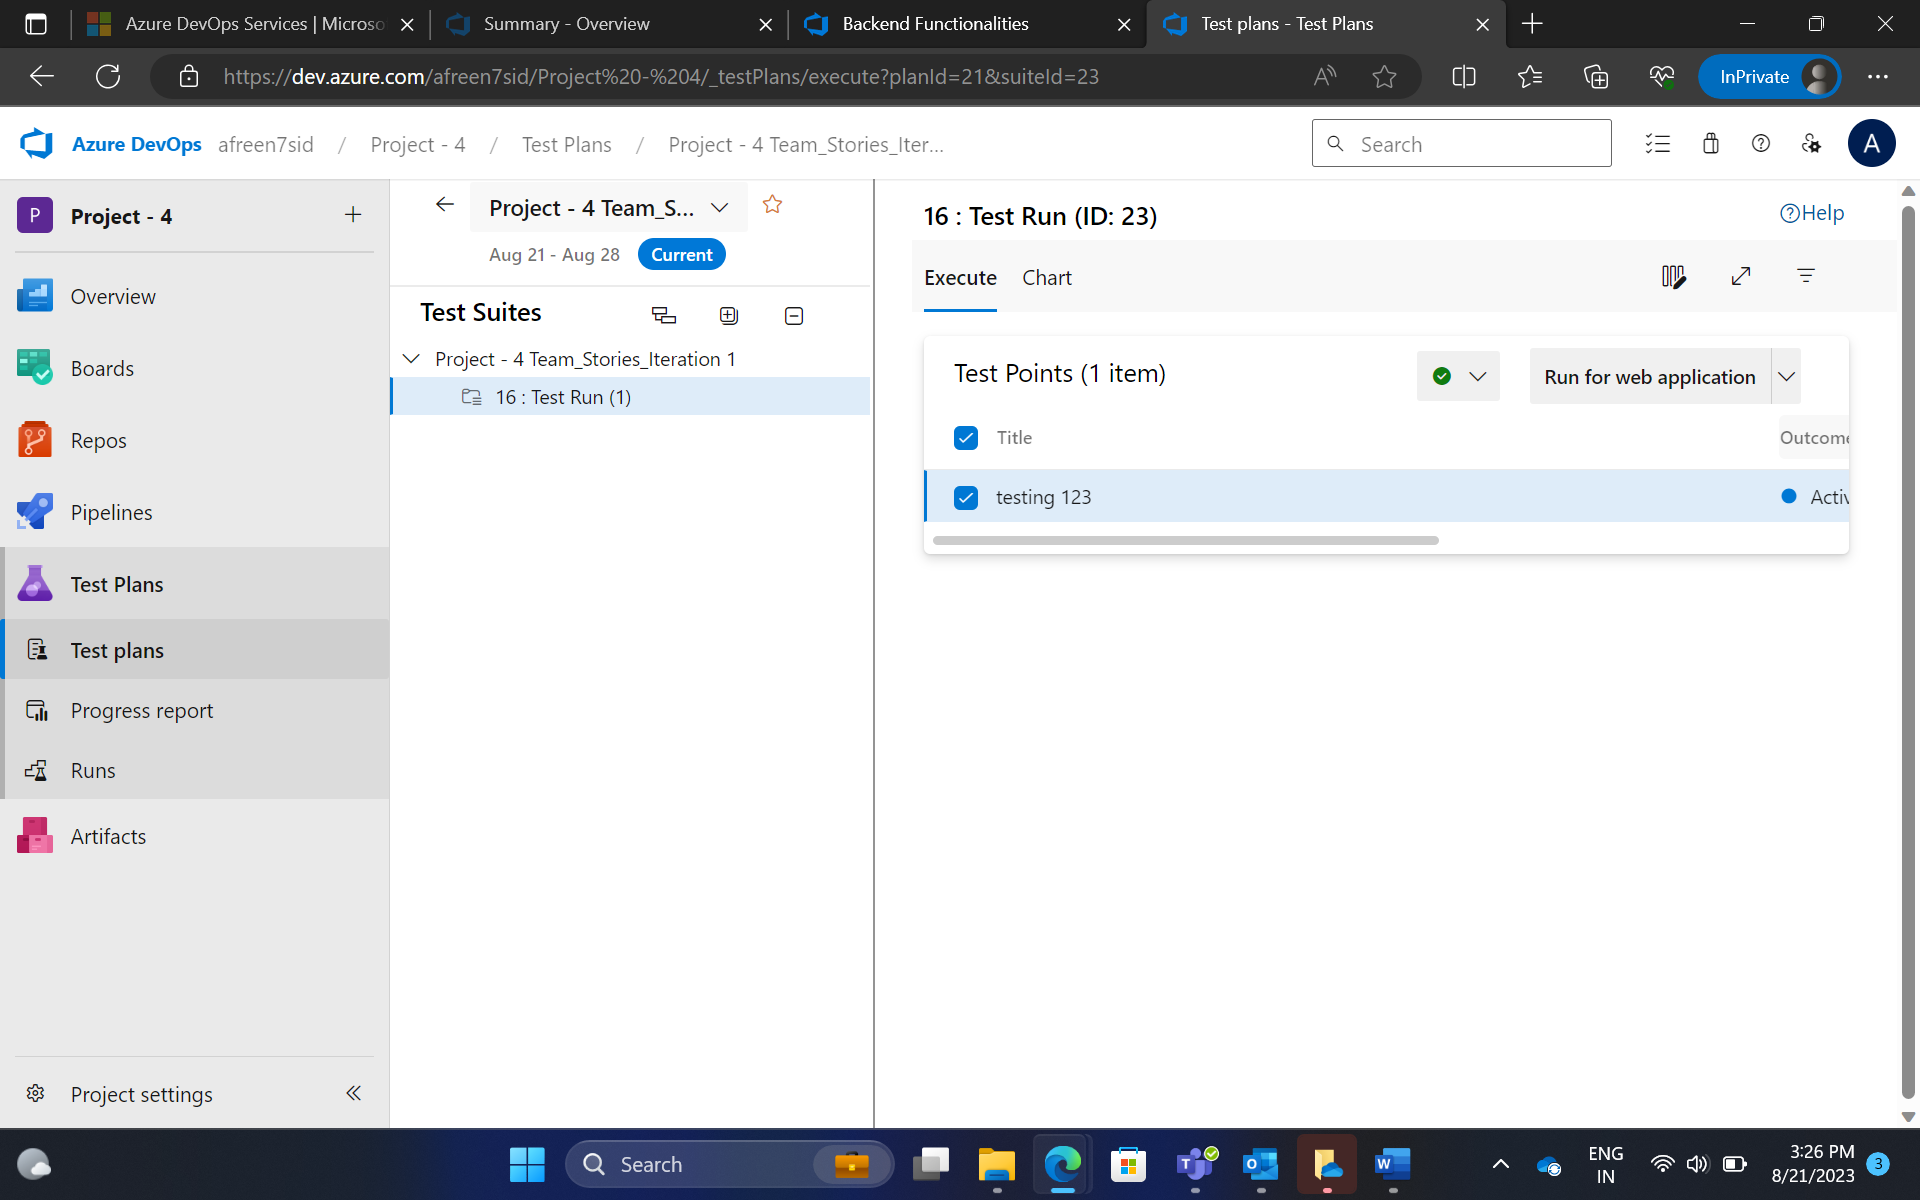 Azure DevOps Services | Microso
Summary - Overview
Backend Functionalities
Test plans - Test Plans
https://dev.azure.com/afreen7sid/Project%20-%204/_testPlans/execute?planId=21&suiteId=23
InPrivate
Azure DevOps
afreen7sid / Project - 4 / Test Plans / Project - 4 Team_Stories_Iter...
Search
A
P
Project - 4
Overview
Boards
Repos
Pipelines
Test Plans
Test plans
Progress report
Runs
Artifacts
Project settings
Project - 4 Team_S...
Aug 21 - Aug 28
Current
Test Suites
Project - 4 Team_Stories_Iteration 1
16 : Test Run (1)
16 : Test Run (ID: 23)
Help
Execute
Chart
Test Points (1 item)
Run for web application
Title
Outcome
testing 123
Activ
Search
ENG
IN
3:26 PM
8/21/2023
3